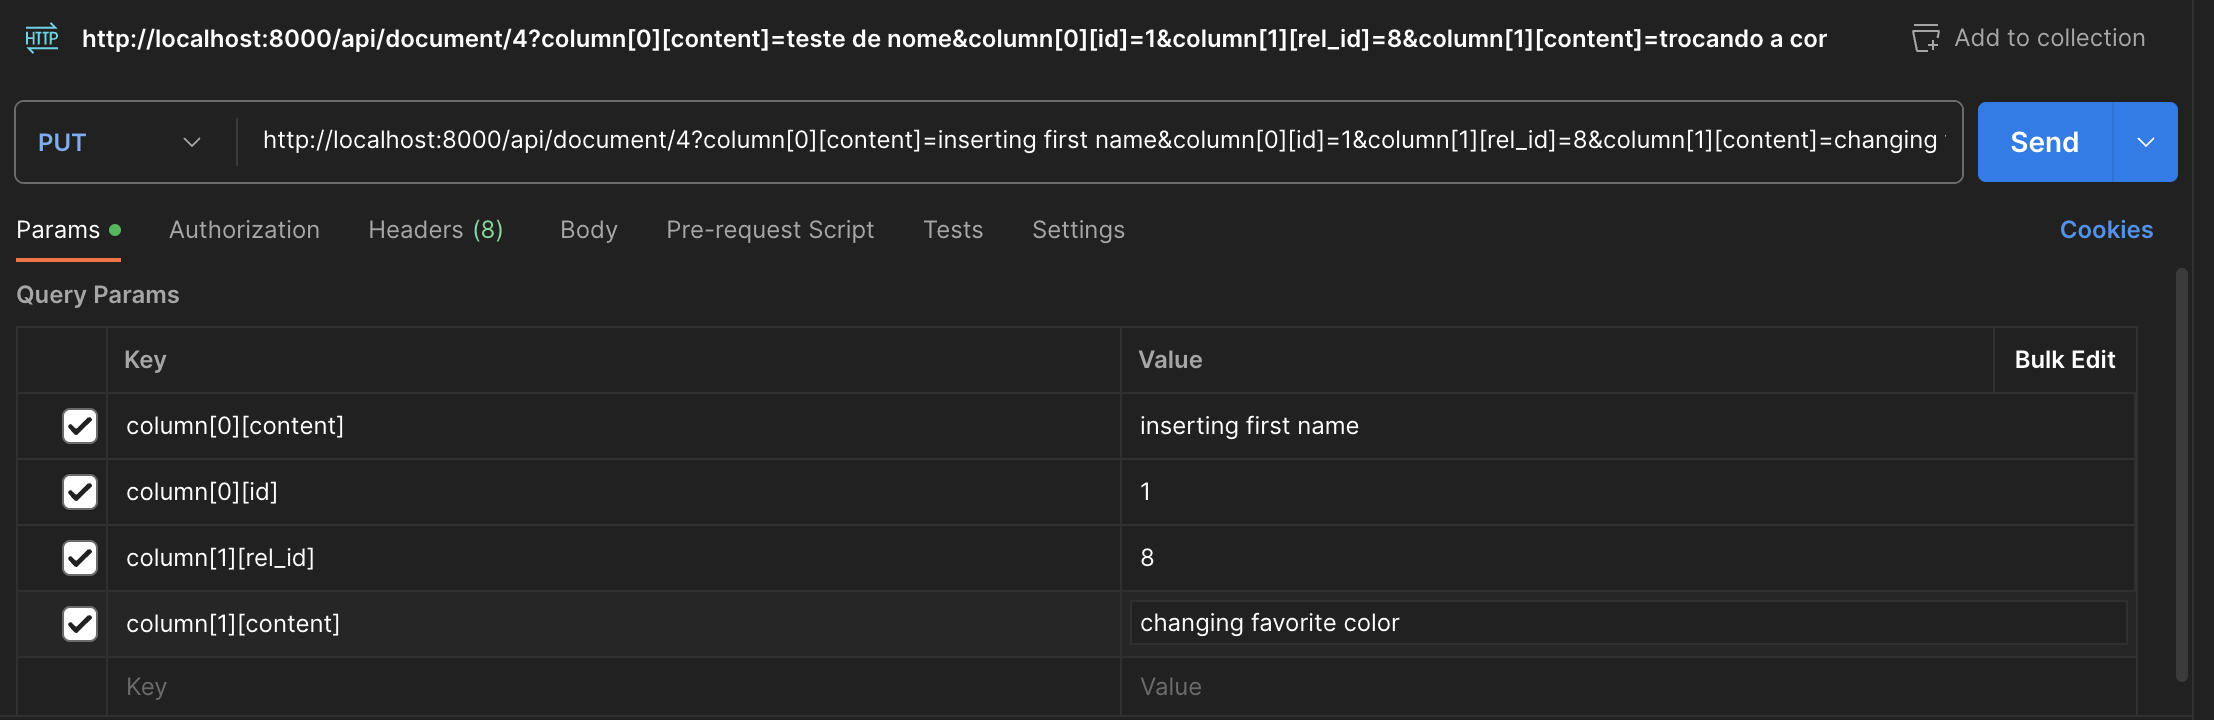 HTTP http://localhost:8000/api/document/4?column[0][content]=teste de nome&column[0][id]=1&column[1][rel_id]=8&column[1][content]=trocando a cor Add to collection
PUT http://localhost:8000/api/document/4?column[0][content]=inserting first name&column[0][id]=1&column[1][rel_id]=8&column[1][content]=changing Send
Params Authorization Headers (8) Body Pre-request Script Tests Settings Cookies
Query Params
Key Value Bulk Edit
column[0][content] inserting first name
column[0][id] 1
column[1][rel_id] 8
column[1][content] changing favorite color
Key Value